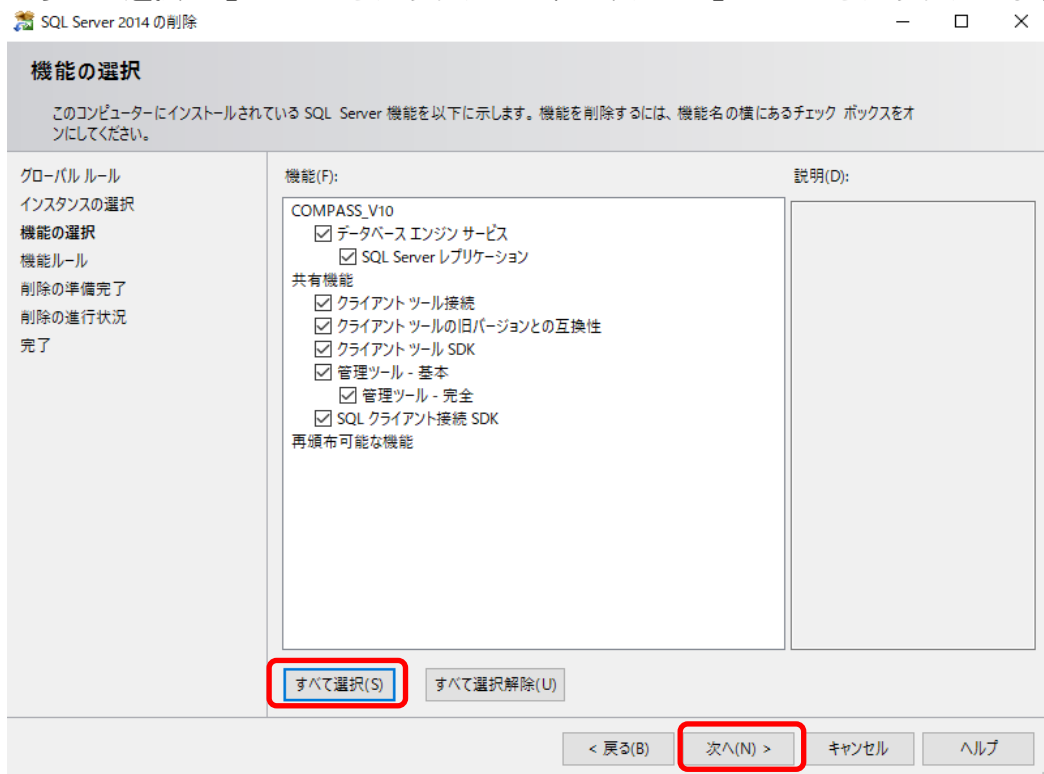 SQL Server 2014 の削除
機能の選択
このコンピューターにインストールされている SQL Server 機能を以下に示します。機能を削除するには、機能名の横にあるチェック ボックスをオ
ンにしてください。
グローバル ルール
インスタンスの選択
機能の選択
機能ルール
削除の準備完了
削除の進行状況
完了
機能(F):
COMPASS_V10
データベース エンジン サービス
SQL Server レプリケーション
共有機能
クライアント ツール接続
クライアント ツールの旧バージョンとの互換性
クライアント ツール SDK
管理ツール - 基本
管理ツール - 完全
SQL クライアント接続 SDK
再頒布可能な機能
説明(D):
すべて選択(S)
すべて選択解除(U)
< 戻る(B)
次へ(N) >
キャンセル
ヘルプ